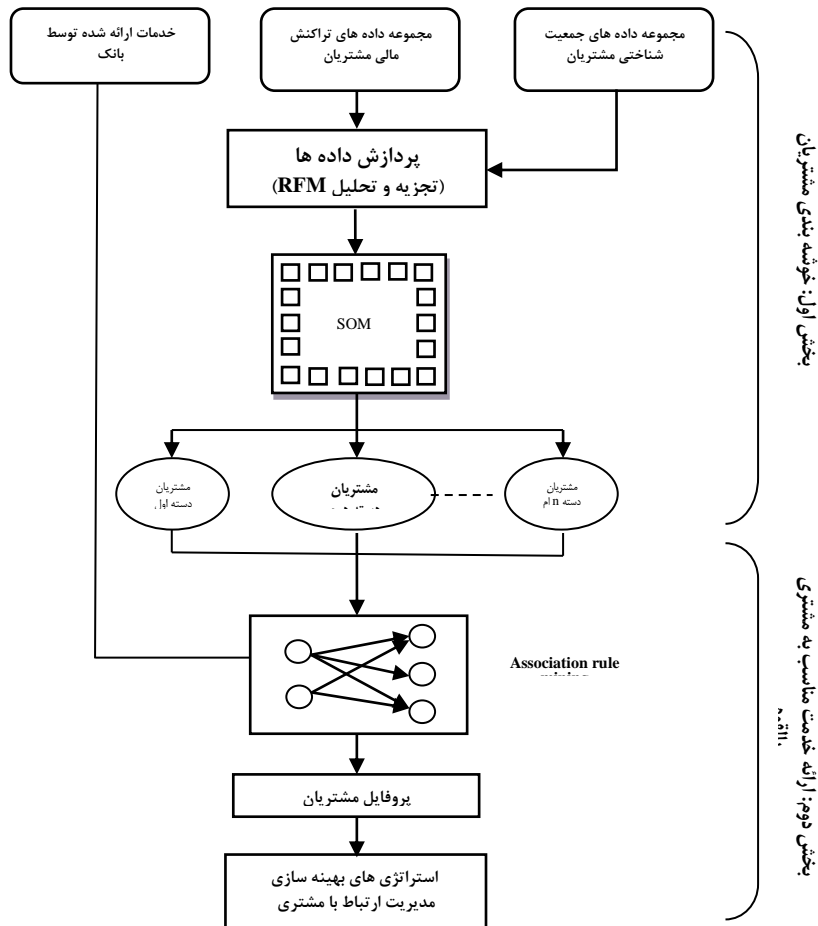 مجموعه داده های جمعیت
شناختی مشتریان
مجموعه داده های تراکنش
مالی مشتریان
خدمات ارائه شده توسط
بانک
پردازش داده ها
(تجزیه و تحلیل RFM)
SOM
مشتریان
دسته اول
مشتریان
مشتریان
دسته n ام
بخش اول: خوشه بندی مشتریان
Association rule
mining
پروفایل مشتریان
استراتژی های بهینه سازی
مدیریت ارتباط با مشتری
بخش دوم: ارائه خدمت مناسب به مشتری